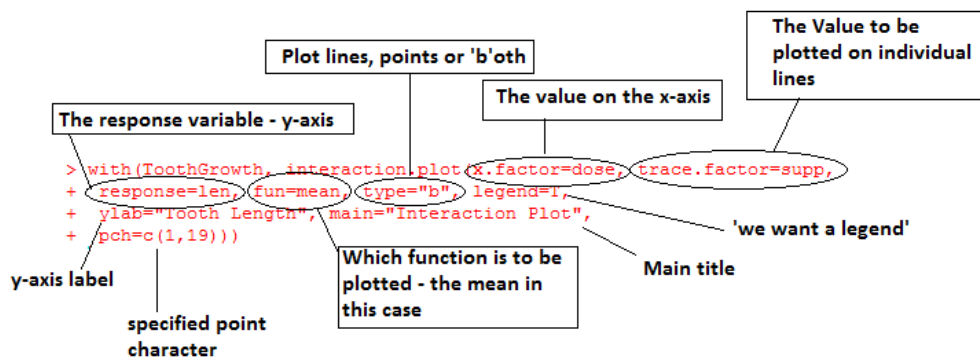 The Value to be
plotted on individual
lines
Plot lines, points or 'b'oth
The value on the x-axis
The response variable - y-axis
> with(ToothGrowth, interaction.plot(x.factor=dose, trace.factor=supp,
+ response=len, fun=mean, type="b", legend=T,
+ ylab="Tooth Length", main="Interaction Plot",
+ pch=c(1,19)))
'we want a legend'
Main title
y-axis label
Which function is to be
plotted - the mean in
this case
specified point
character